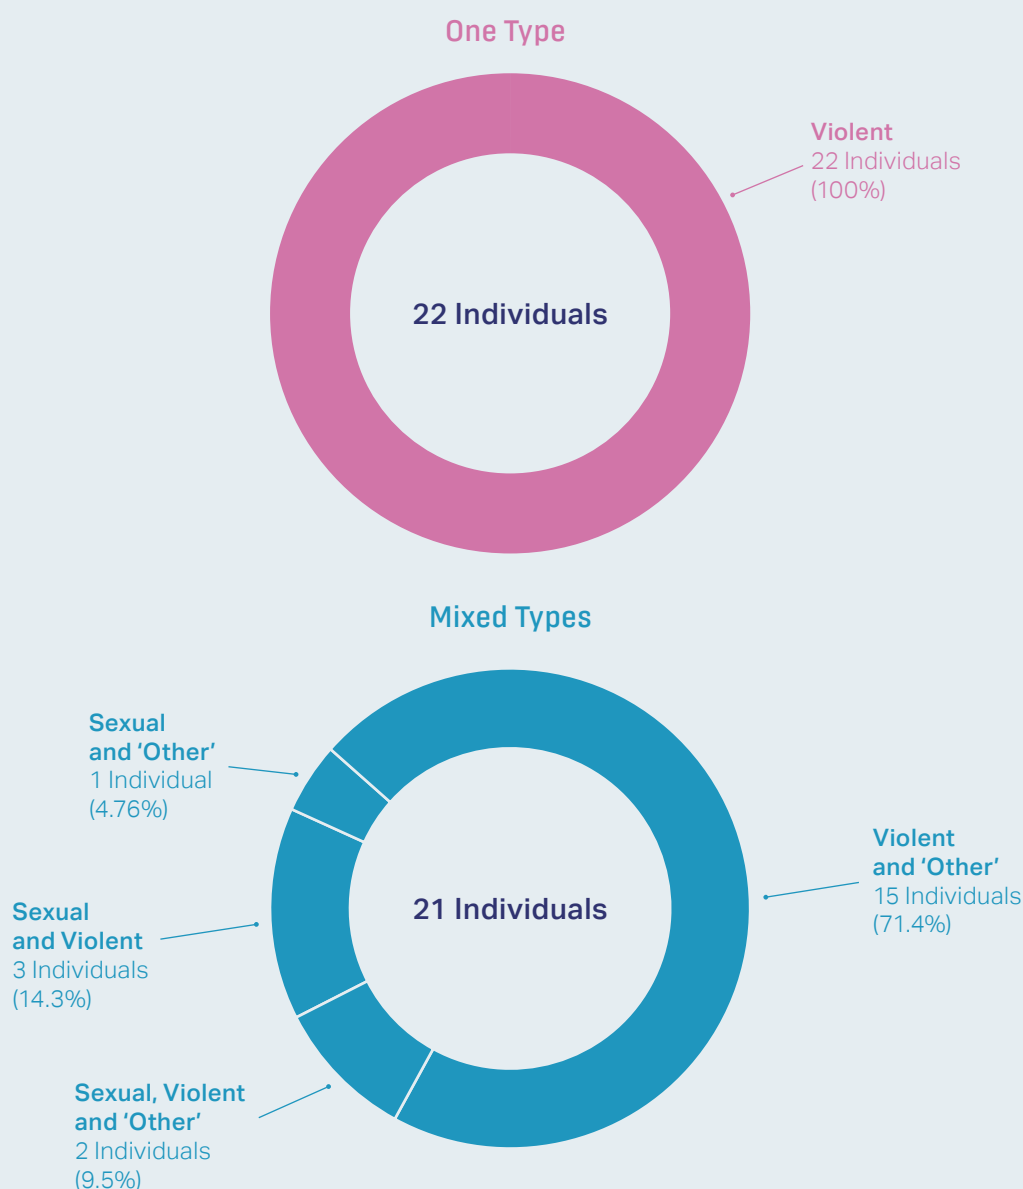 One Type
Violent
22 Individuals
(100%)
22 Individuals
Mixed Types
Sexual
and ‘Other’
1 Individual
(4.76%)
Violent
and ‘Other’
15 Individuals
(71.4%)
Sexual
and Violent
3 Individuals
(14.3%)
21 Individuals
Sexual, Violent
and ‘Other’
2 Individuals
(9.5%)